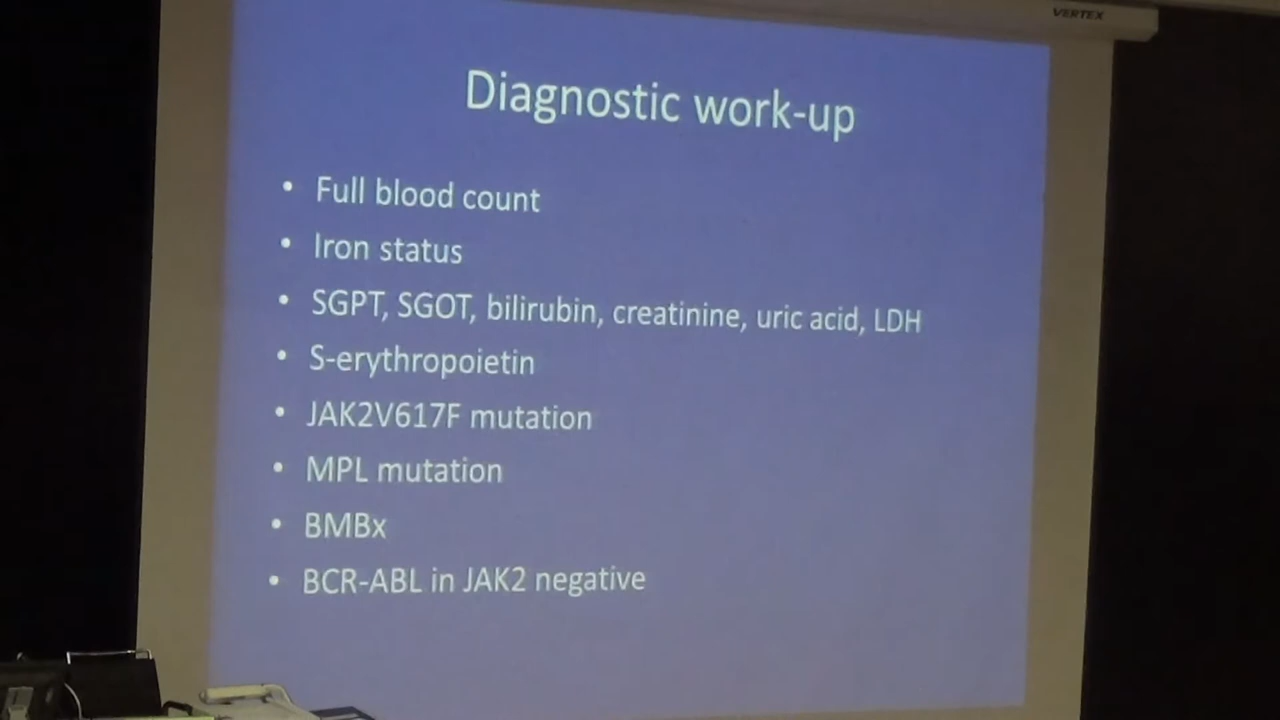 VERTEX
Diagnostic work-up
• Full blood count
• Iron status
• SGPT, SGOT, bilirubin, creatinine, uric acid, LDH
• S-erythropoietin
• JAK2V617F mutation
• MPL mutation
• BMBx
• BCR-ABL in JAK2 negative